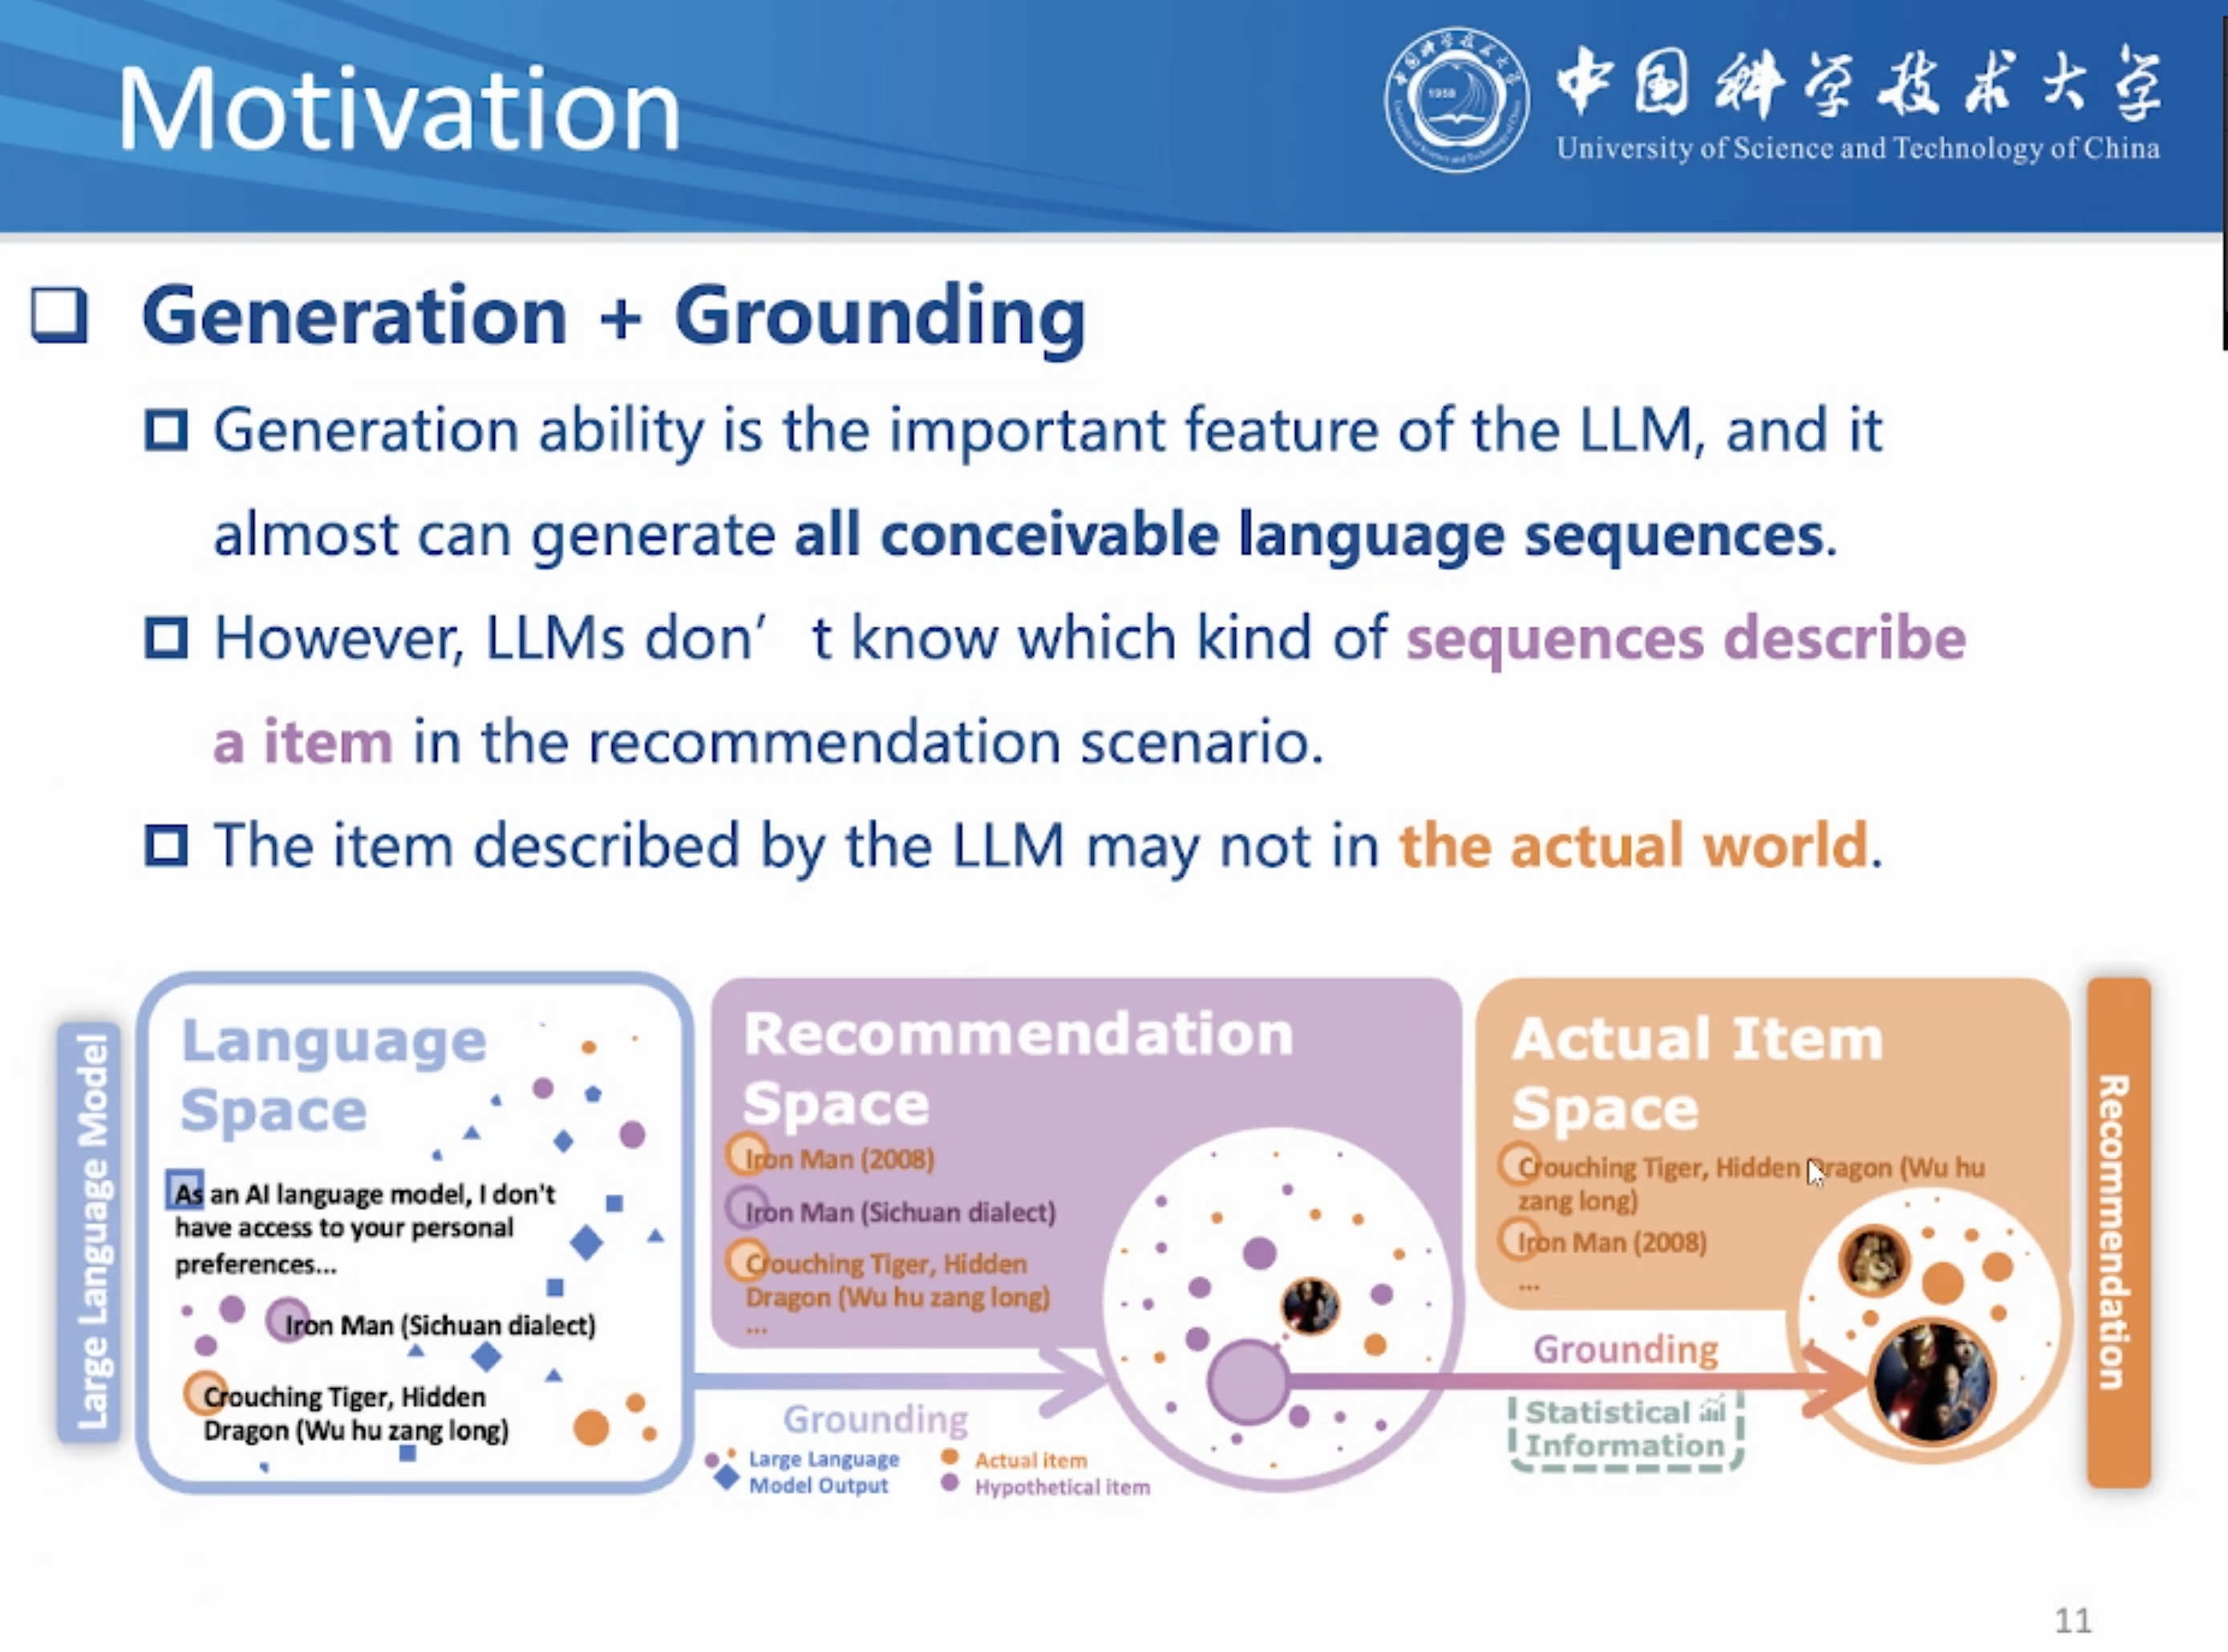 Motivation
中国科学技术大学
University of Science and Technology of China
1958
Generation + Grounding
Generation ability is the important feature of the LLM, and it
almost can generate all conceivable language sequences.
However, LLMs don’ t know which kind of sequences describe
a item in the recommendation scenario.
The item described by the LLM may not in the actual world.
Large Language Model
Language
Space
As an AI language model, I don't
have access to your personal
preferences...
Iron Man (Sichuan dialect)
Crouching Tiger, Hidden
Dragon (Wu hu zang long)
Recommendation
Space
Iron Man (2008)
Iron Man (Sichuan dialect)
Crouching Tiger, Hidden
Dragon (Wu hu zang long)
...
Grounding
Large Language
Model Output
Actual item
Hypothetical item
Actual Item
Space
Crouching Tiger, Hidden Dragon (Wu hu
zang long)
Iron Man (2008)
...
Grounding
Statistical
Information
Recommendation
11